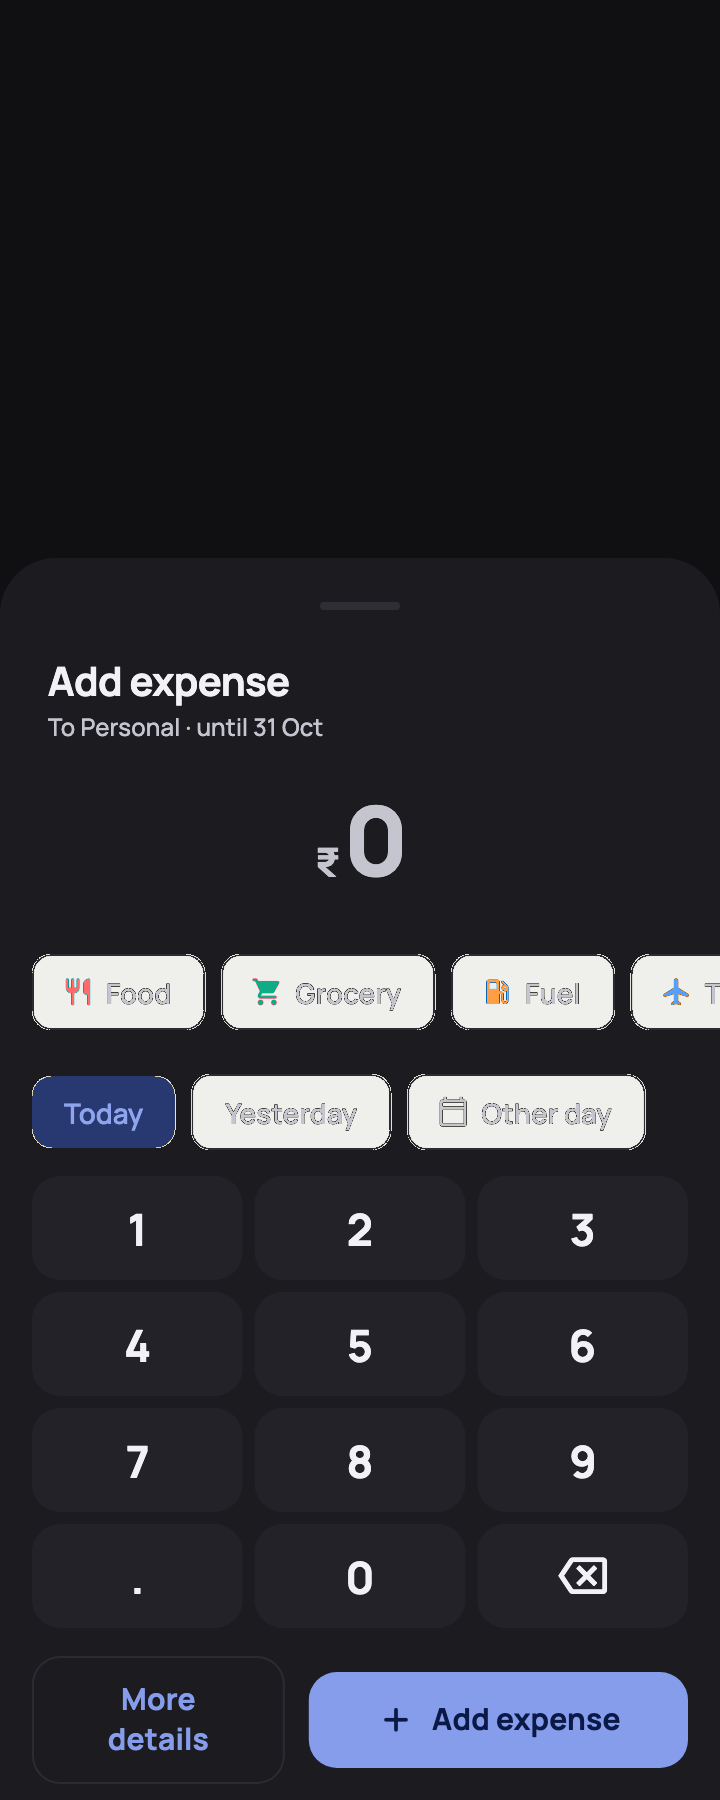 Add expense
To Personal · until 31 Oct
₹0
Food Grocery Fuel T
Today Yesterday Other day
1 2 3
4 5 6
7 8 9
. 0
More
details
+ Add expense